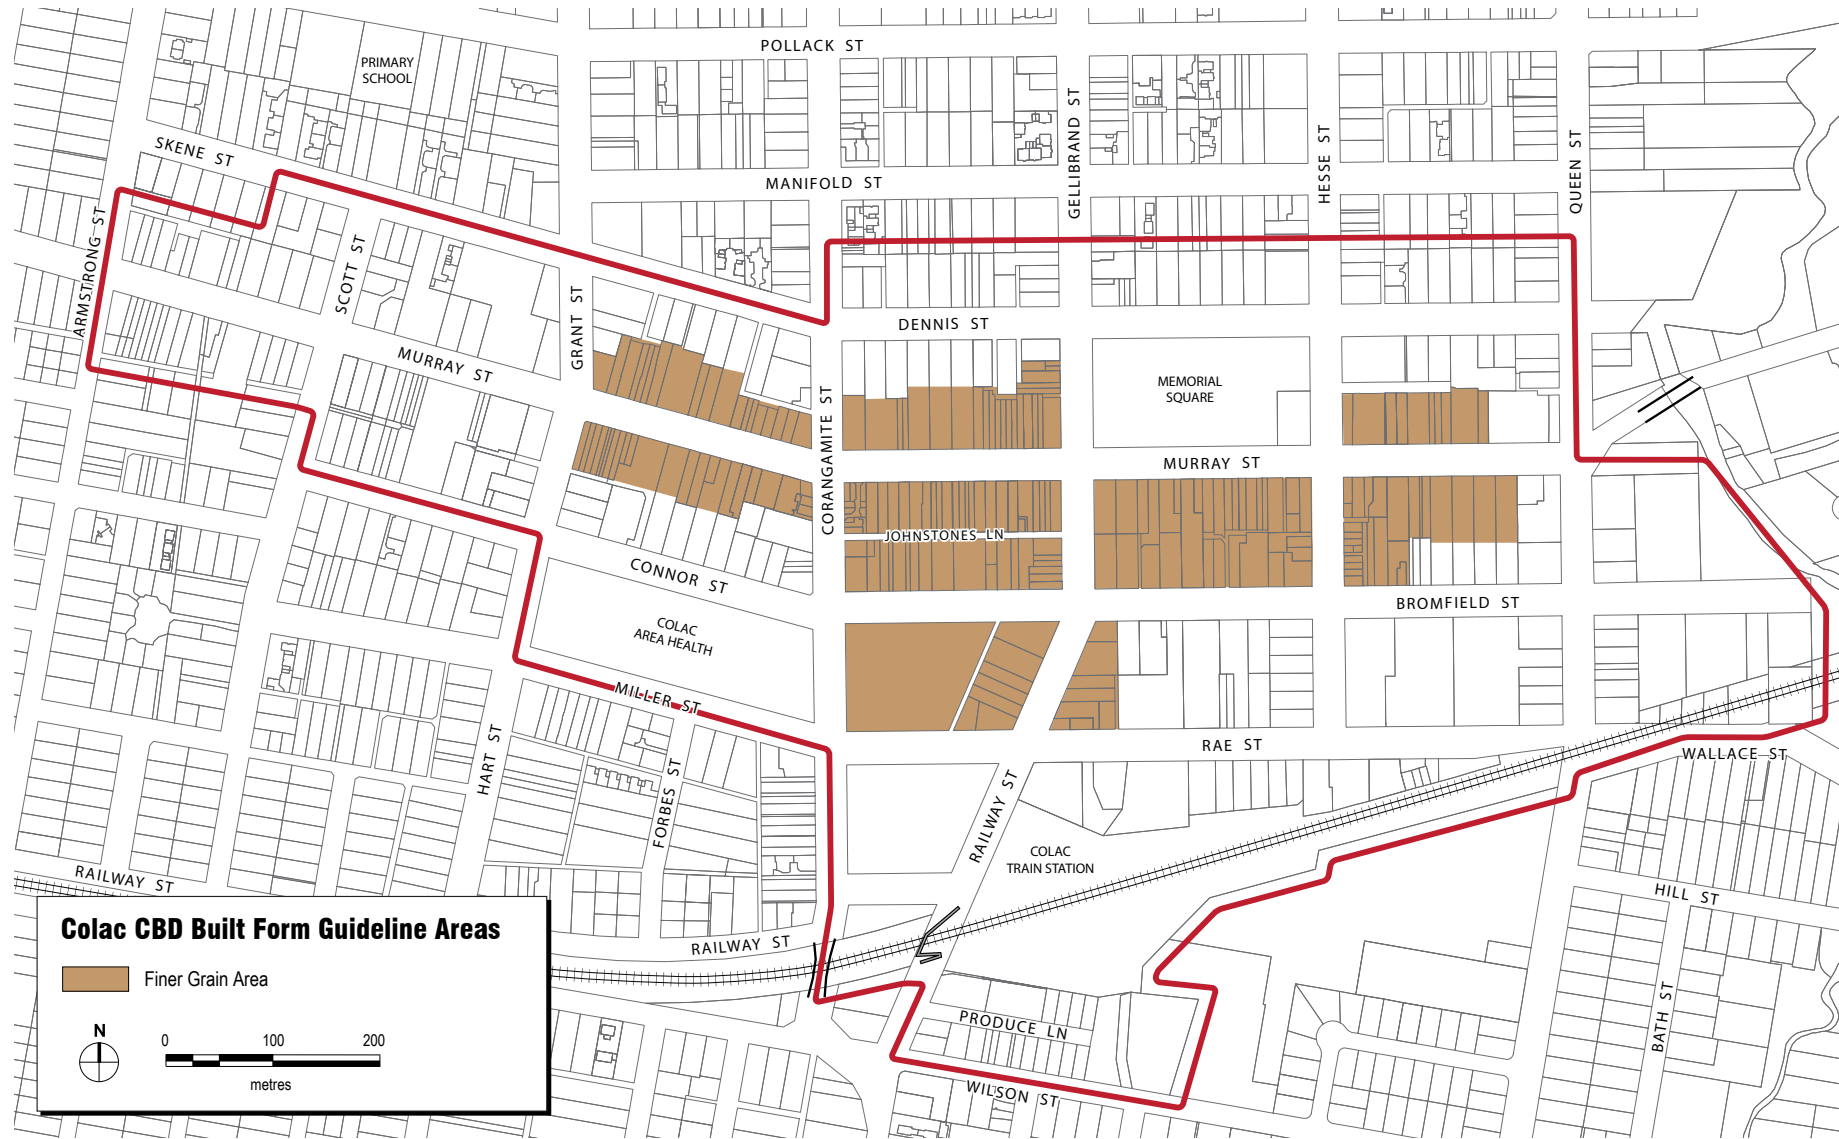 POLLACK ST
PRIMARY
SCHOOL
SKENE ST
MANIFOLD ST
GELLIBRAND ST
HESSE ST
QUEEN ST
ARMSTRONG ST
SCOTT ST
GRANT ST
DENNIS ST
MURRAY ST
CORANGAMITE ST
MEMORIAL
SQUARE
MURRAY ST
JOHNSTONES LN
CONNOR ST
BROMFIELD ST
COLAC
AREA HEALTH
MILLER ST
HART ST
FORBES ST
RAE ST
WALLACE ST
RAILWAY ST
COLAC
TRAIN STATION
RAILWAY ST
HILL ST
RAILWAY ST
BATH ST
PRODUCE LN
WILSON ST
Colac CBD Built Form Guideline Areas
Finer Grain Area
N
0 100 200
metres